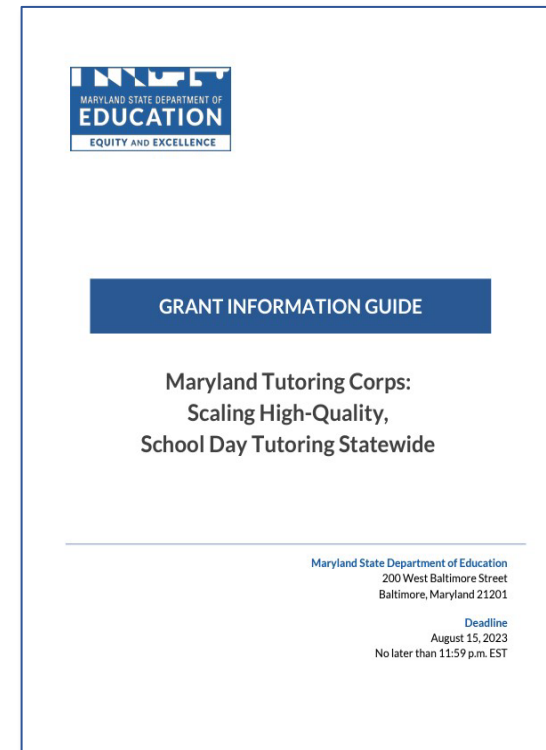 MARYLAND STATE DEPARTMENT OF
EDUCATION
EQUITY AND EXCELLENCE
GRANT INFORMATION GUIDE
Maryland Tutoring Corps:
Scaling High-Quality,
School Day Tutoring Statewide
Maryland State Department of Education
200 West Baltimore Street
Baltimore, Maryland 21201
Deadline
August 15, 2023
No later than 11:59 p.m. EST